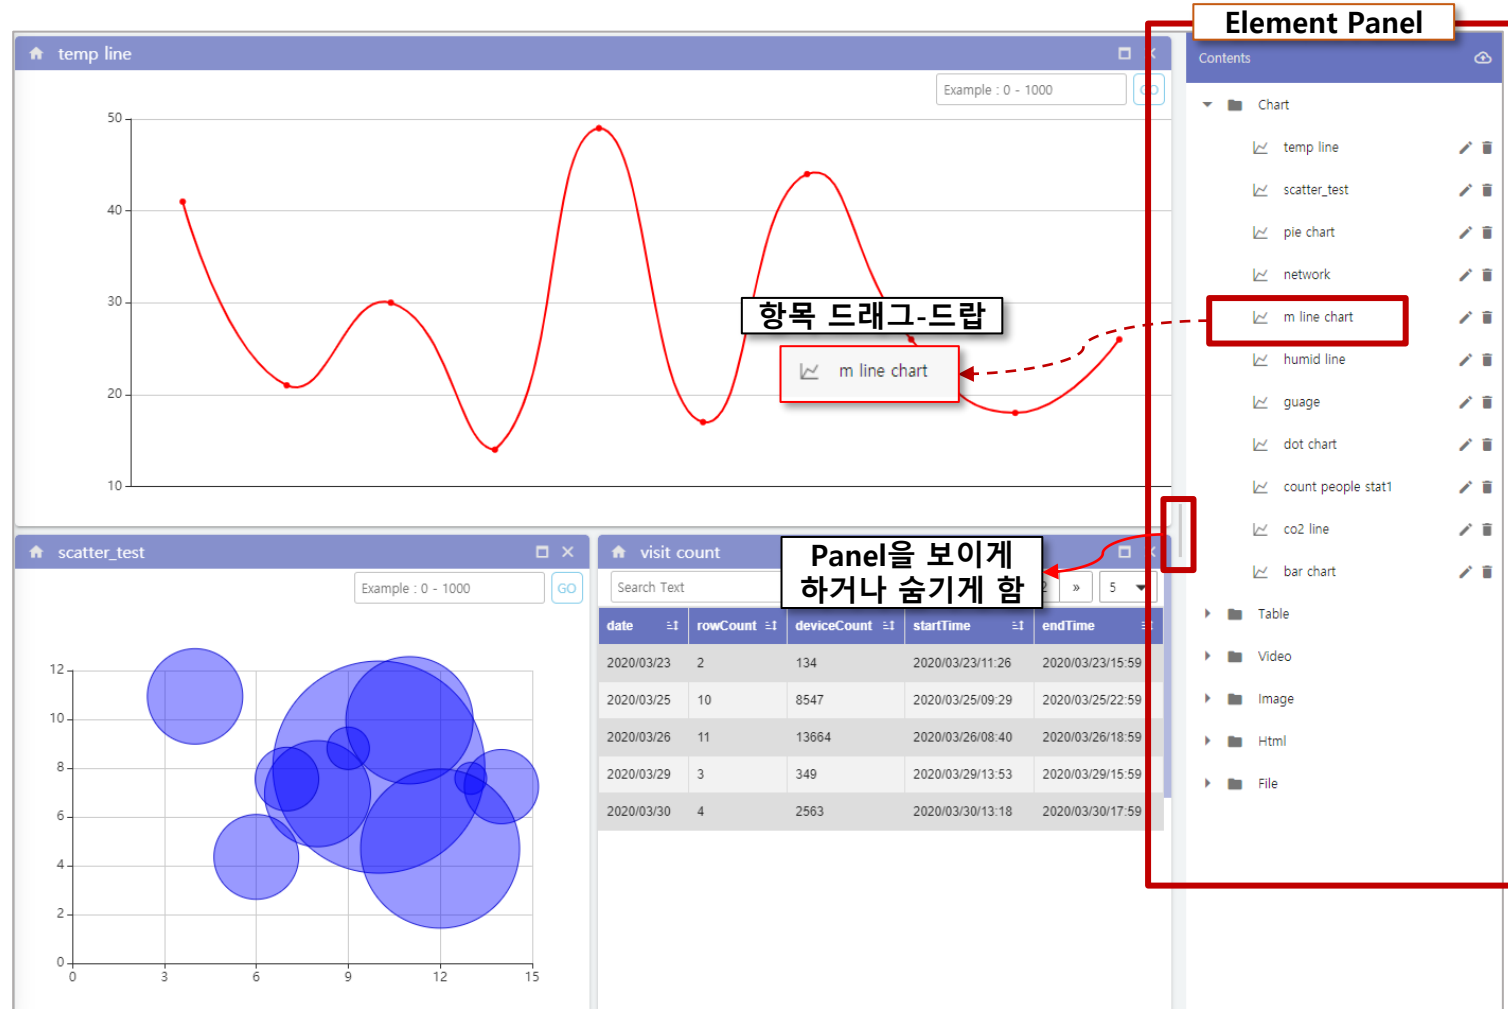 Element Panel
temp line
Contents
Example : 0 - 1000
GO
50
40
30
20
10
항목 드래그-드랍
m line chart
Chart
temp line
scatter_test
pie chart
network
m line chart
humid line
guage
dot chart
count people stat1
co2 line
bar chart
Table
Video
Image
Html
File
Panel을 보이게
하거나 숨기게 함
scatter_test
Example : 0 - 1000
GO
12
10
8
6
4
2
0
0 3 6 9 12 15
visit count
Search Text
2 » 5
date rowCount deviceCount startTime endTime
2020/03/23 2 134 2020/03/23/11:26 2020/03/23/15:59
2020/03/25 10 8547 2020/03/25/09:29 2020/03/25/22:59
2020/03/26 11 13664 2020/03/26/08:40 2020/03/26/18:59
2020/03/29 3 349 2020/03/29/13:53 2020/03/29/15:59
2020/03/30 4 2563 2020/03/30/13:18 2020/03/30/17:59